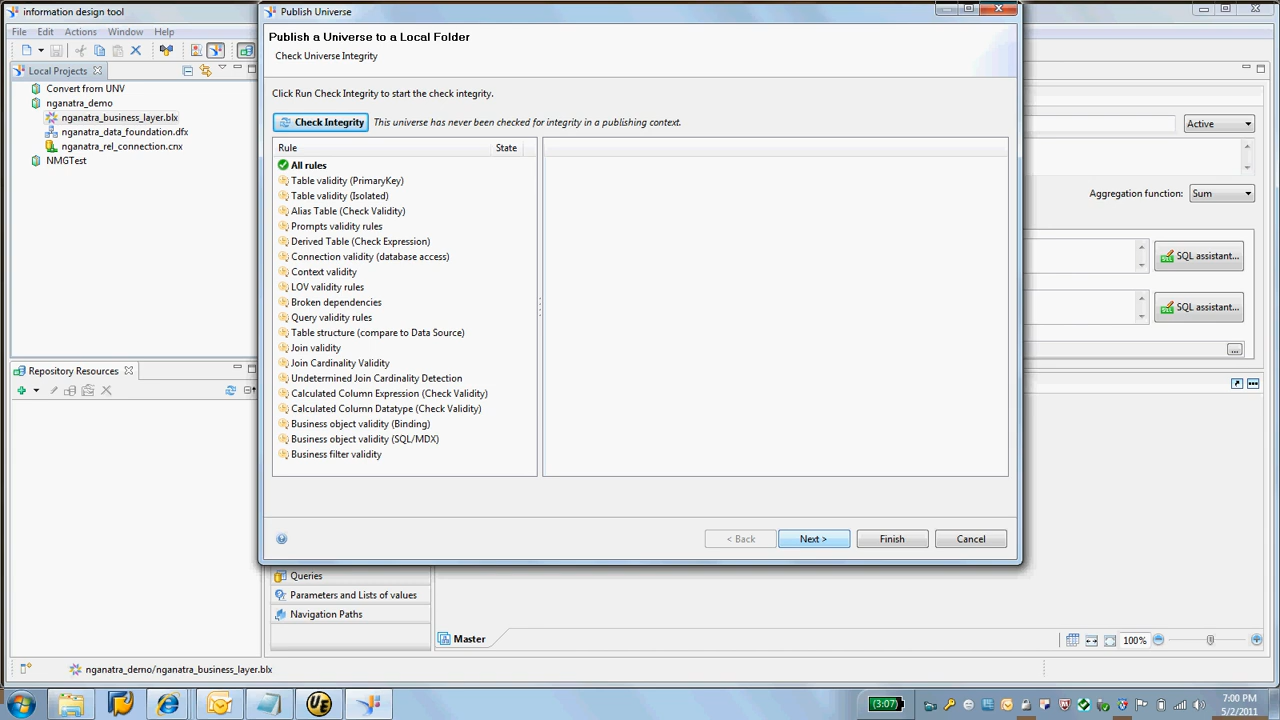 information design tool
Publish Universe
File Edit Actions Window Help
Local Projects
Convert from UNV
nganatra_demo
nganatra_business_layer.blx
nganatra_data_foundation.dfx
nganatra_rel_connection.cnx
NMGTest
Repository Resources
Publish a Universe to a Local Folder
Check Universe Integrity
Click Run Check Integrity to start the check integrity.
Check Integrity This universe has never been checked for integrity in a publishing context.
Rule State
All rules
Table validity (PrimaryKey)
Table validity (Isolated)
Alias Table (Check Validity)
Prompts validity rules
Derived Table (Check Expression)
Connection validity (database access)
Context validity
LOV validity rules
Broken dependencies
Query validity rules
Table structure (compare to Data Source)
Join validity
Join Cardinality Validity
Undetermined Join Cardinality Detection
Calculated Column Expression (Check Validity)
Calculated Column Datatype (Check Validity)
Business object validity (Binding)
Business object validity (SQL/MDX)
Business filter validity
< Back Next > Finish Cancel
Active
Aggregation function: Sum
SQL assistant...
SQL assistant...
...
Queries
Parameters and Lists of values
Navigation Paths
Master
100%
nganatra_demo/nganatra_business_layer.blx
UE
(3:07)
7:00 PM
5/2/2011